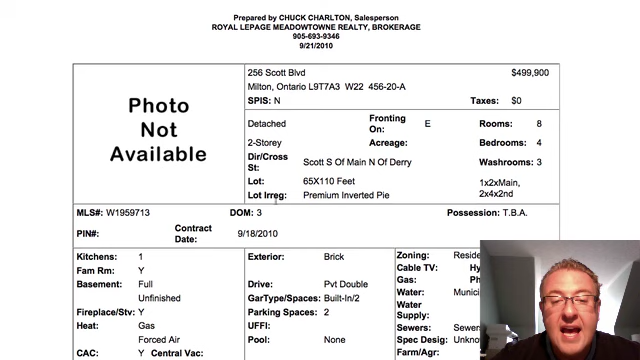 Prepared by CHUCK CHARLTON, Salesperson
ROYAL LEPAGE MEADOWTOWNE REALTY, BROKERAGE
905-693-9346
9/21/2010
Photo
Not
Available
256 Scott Blvd $499,900
Milton, Ontario L9T7A3 W22 456-20-A
SPIS: N Taxes: $0
Detached Fronting On: E Rooms: 8
2-Storey Acreage: Bedrooms: 4
Dir/Cross St: Scott S Of Main N Of Derry Washrooms: 3
Lot: 65X110 Feet 1x2xMain,
Lot Irreg: Premium Inverted Pie 2x4x2nd
MLS#: W1959713 DOM: 3 Possession: T.B.A.
PIN#: Contract Date: 9/18/2010
Kitchens: 1 Exterior: Brick Zoning:
Fam Rm: Y Cable TV:
Basement: Full Drive: Pvt Double Gas:
Unfinished GarType/Spaces: Built-In/2 Water:
Fireplace/Stv: Y Parking Spaces: 2 Water Supply:
Heat: Gas UFFI: Sewers:
Forced Air Pool: None Spec Desig:
CAC: Y Central Vac: Farm/Agr: